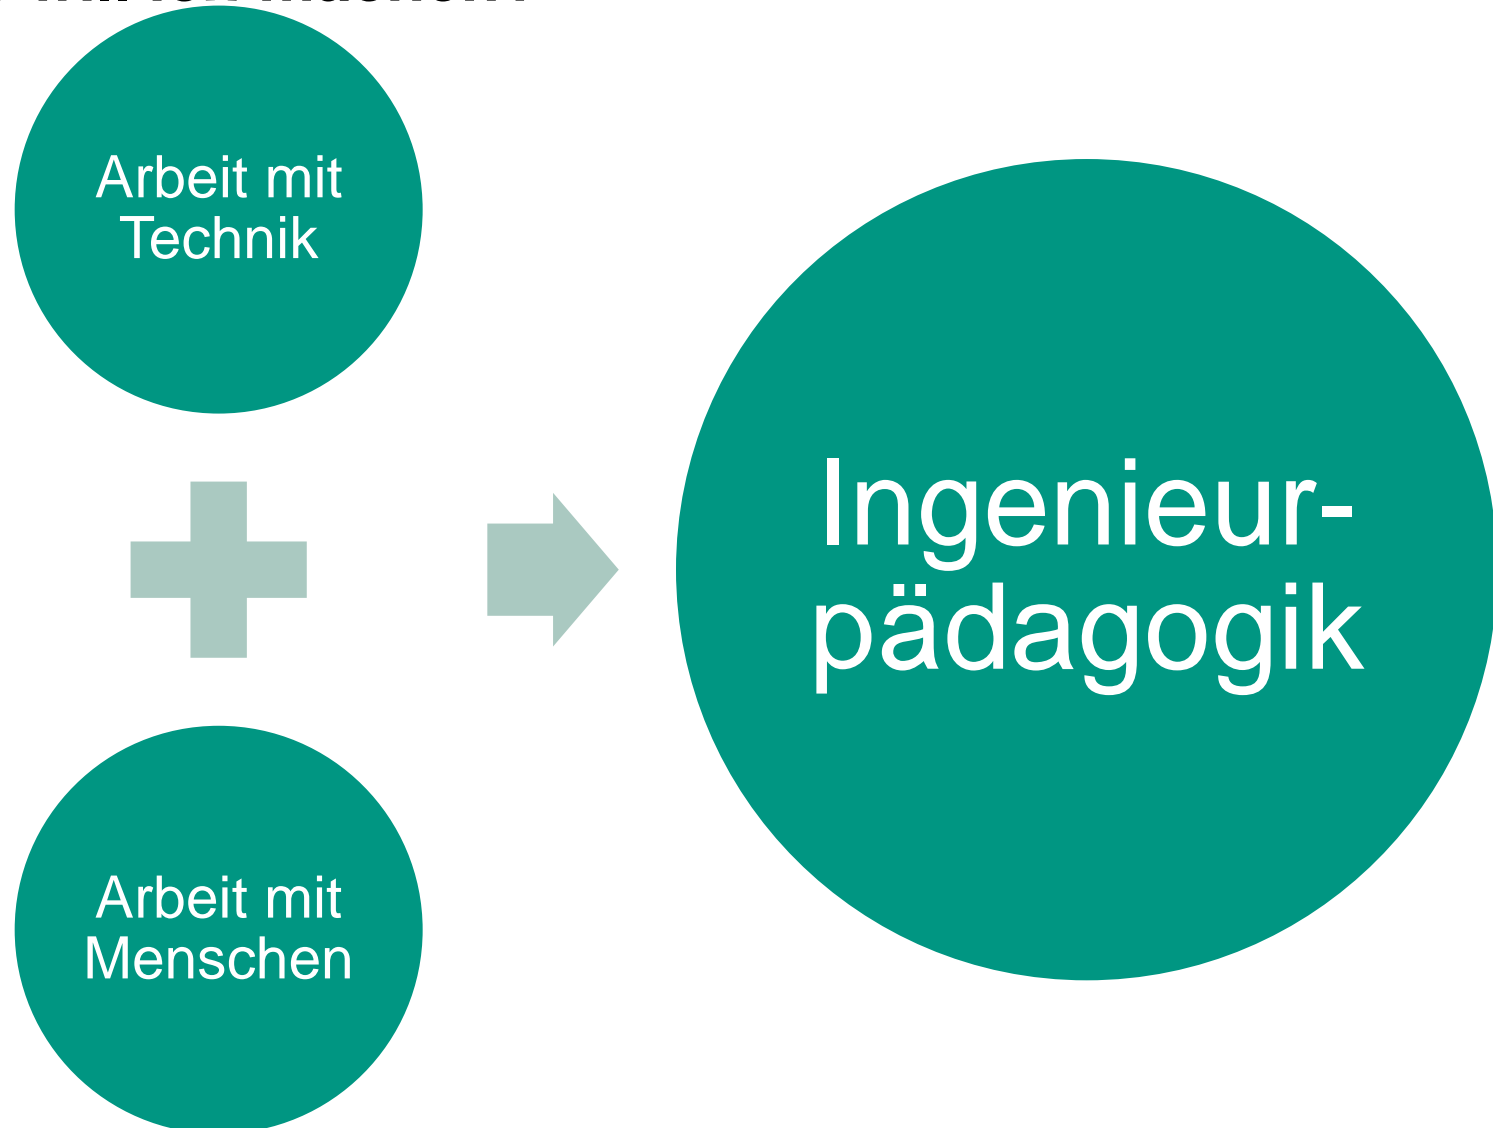 Arbeit mit
Technik
Ingenieur-
pädagogik
Arbeit mit
Menschen